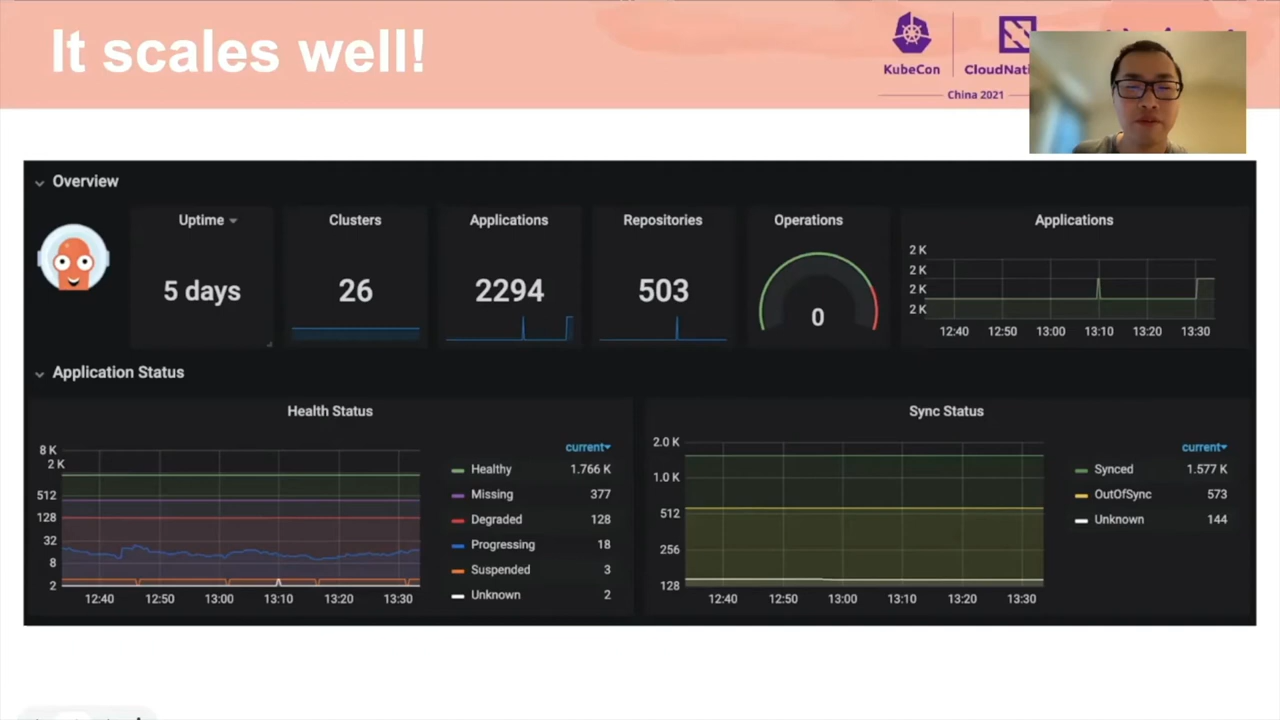 It scales well!
KubeCon
CloudNati
China 2021
Overview
Uptime
5 days
Clusters
26
Applications
2294
Repositories
503
Operations
0
Applications
2 K
2 K
2 K
2 K
12:40 12:50 13:00 13:10 13:20 13:30
Application Status
Health Status
8 K
2 K
512
128
32
8
2
12:40 12:50 13:00 13:10 13:20 13:30
current
Healthy 1.766 K
Missing 377
Degraded 128
Progressing 18
Suspended 3
Unknown 2
Sync Status
2.0 K
1.0 K
512
256
128
12:40 12:50 13:00 13:10 13:20 13:30
current
Synced 1.577 K
OutOfSync 573
Unknown 144